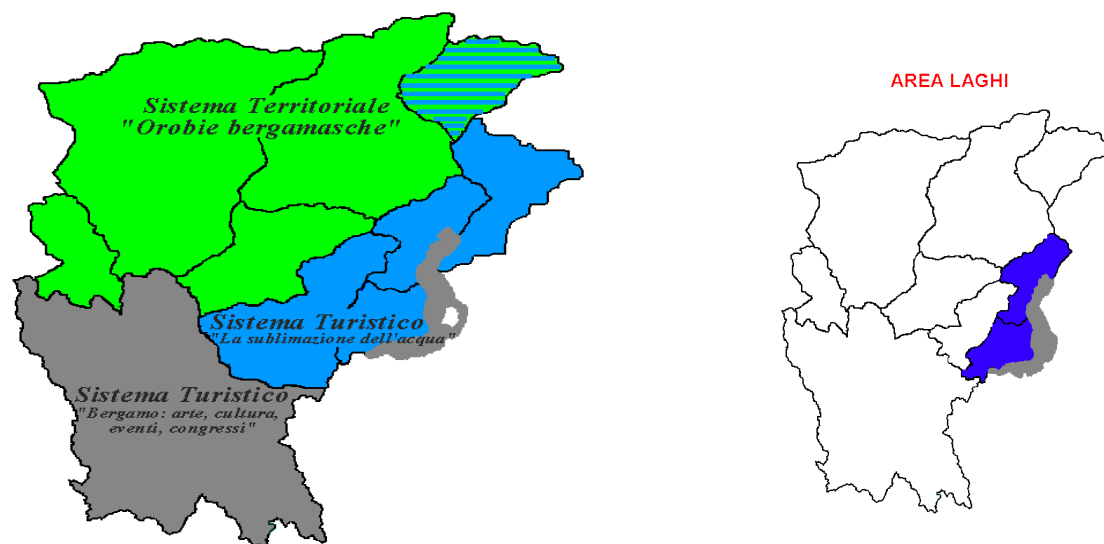 Sistema Territoriale
"Orobie bergamasche"
AREA LAGHI
Sistema Turistico
"La sublimazione dell'acqua"
Sistema Turistico
"Bergamo: arte, cultura,
eventi, congressi"